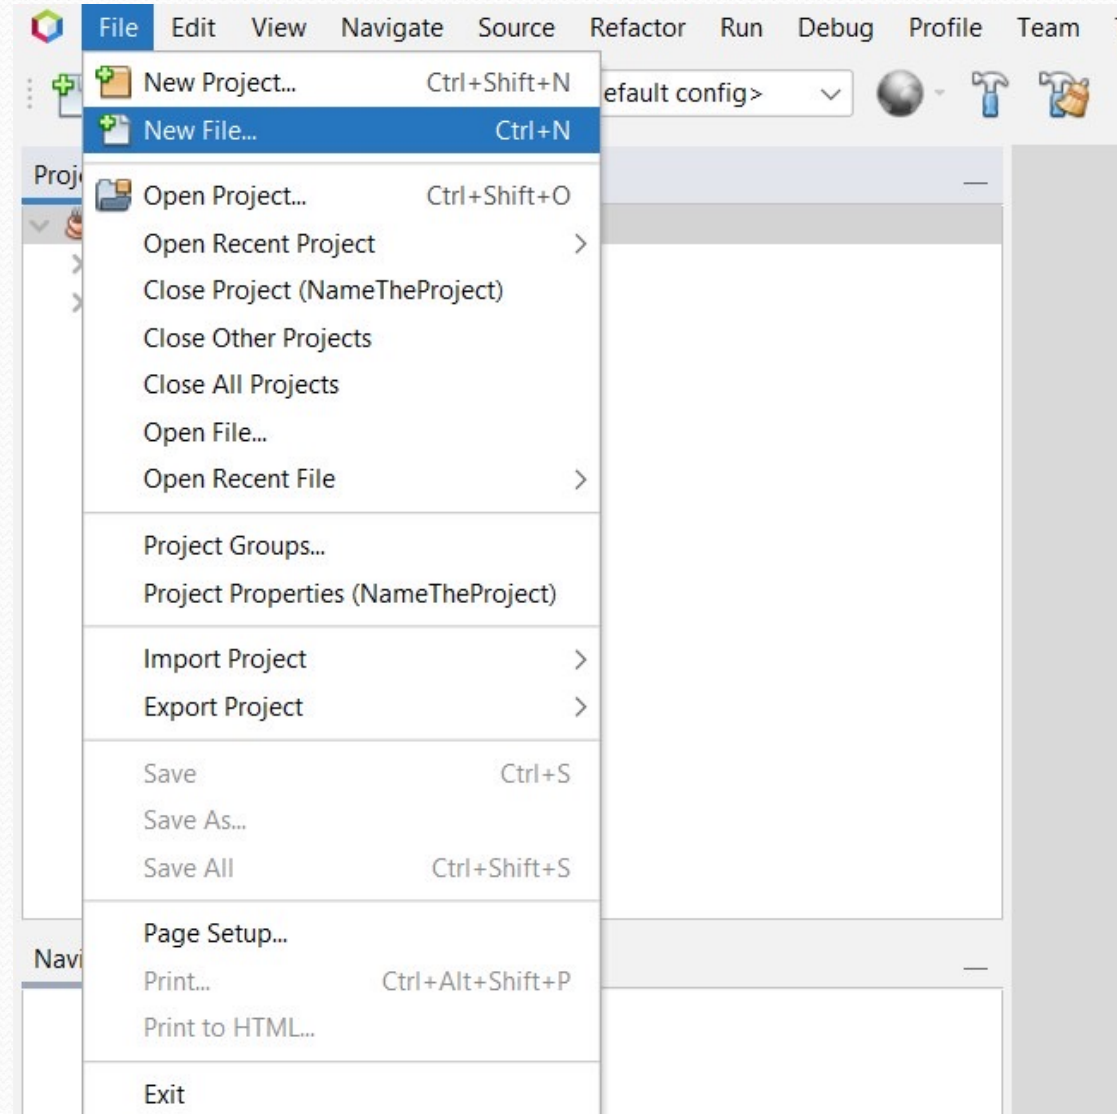 File Edit View Navigate Source Refactor Run Debug Profile Team
New Project... Ctrl+Shift+N
efault config>
New File... Ctrl+N
Proj
Open Project... Ctrl+Shift+O
Open Recent Project
Close Project (NameTheProject)
Close Other Projects
Close All Projects
Open File...
Open Recent File
Project Groups...
Project Properties (NameTheProject)
Import Project
Export Project
Save Ctrl+S
Save As...
Save All Ctrl+Shift+S
Page Setup...
Navi
Print... Ctrl+Alt+Shift+P
Print to HTML...
Exit